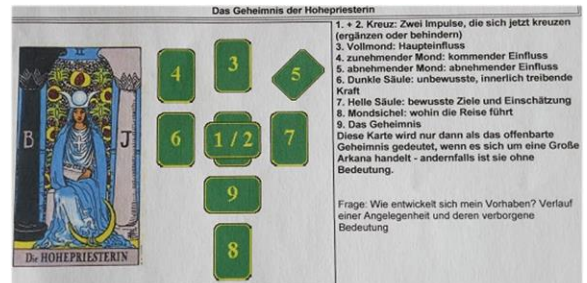 Das Geheimnis der Hohepriesterin
4
3
5
6
1 / 2
7
9
8
B
J
Die HOHEPRIESTERIN
1. + 2. Kreuz: Zwei Impulse, die sich jetzt kreuzen
(ergänzen oder behindern)
3. Vollmond: Haupteinfluss
4. zunehmender Mond: kommender Einfluss
5. abnehmender Mond: abnehmender Einfluss
6. Dunkle Säule: unbewusste, innerlich treibende
Kraft
7. Helle Säule: bewusste Ziele und Einschätzung
8. Mondsichel: wohin die Reise führt
9. Das Geheimnis
Diese Karte wird nur dann als das offenbarte
Geheimnis gedeutet, wenn es sich um eine Große
Arkana handelt - andernfalls ist sie ohne
Bedeutung.
Frage: Wie entwickelt sich mein Vorhaben? Verlauf
einer Angelegenheit und deren verborgene
Bedeutung